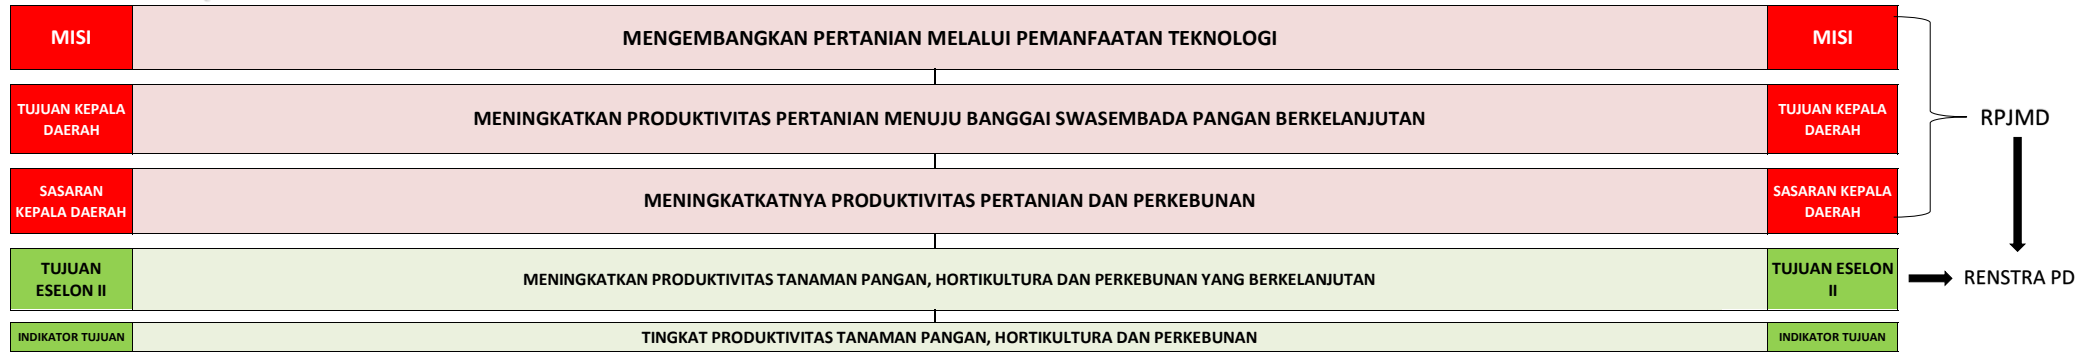 MISI
MENGEMBANGKAN PERTANIAN MELALUI PEMANFAATAN TEKNOLOGI
MISI
TUJUAN KEPALA
DAERAH
MENINGKATKAN PRODUKTIVITAS PERTANIAN MENUJU BANGGAI SWASEMBADA PANGAN BERKELANJUTAN
TUJUAN KEPALA
DAERAH
RPJMD
SASARAN
KEPALA DAERAH
MENINGKATKATNYA PRODUKTIVITAS PERTANIAN DAN PERKEBUNAN
SASARAN KEPALA
DAERAH
TUJUAN
ESELON II
MENINGKATKAN PRODUKTIVITAS TANAMAN PANGAN, HORTIKULTURA DAN PERKEBUNAN YANG BERKELANJUTAN
TUJUAN ESELON
II
RENSTRA PD
INDIKATOR TUJUAN
TINGKAT PRODUKTIVITAS TANAMAN PANGAN, HORTIKULTURA DAN PERKEBUNAN
INDIKATOR TUJUAN